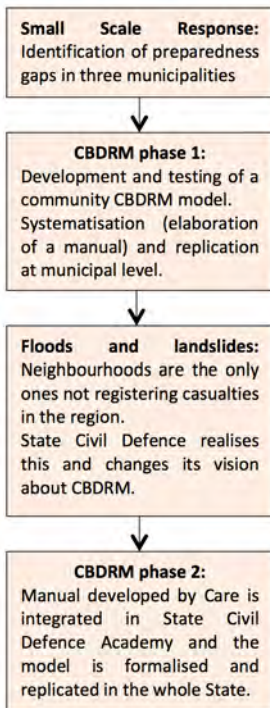 Small Scale Response:
Identification of preparedness
gaps in three municipalities
CBDRM phase 1:
Development and testing of a
community CBDRM model.
Systematisation (elaboration
of a manual) and replication
at municipal level.
Floods and landslides:
Neighbourhoods are the only
ones not registering casualties
in the region.
State Civil Defence realises
this and changes its vision
about CBDRM.
CBDRM phase 2:
Manual developed by Care is
integrated in State Civil
Defence Academy and the
model is formalised and
replicated in the whole State.